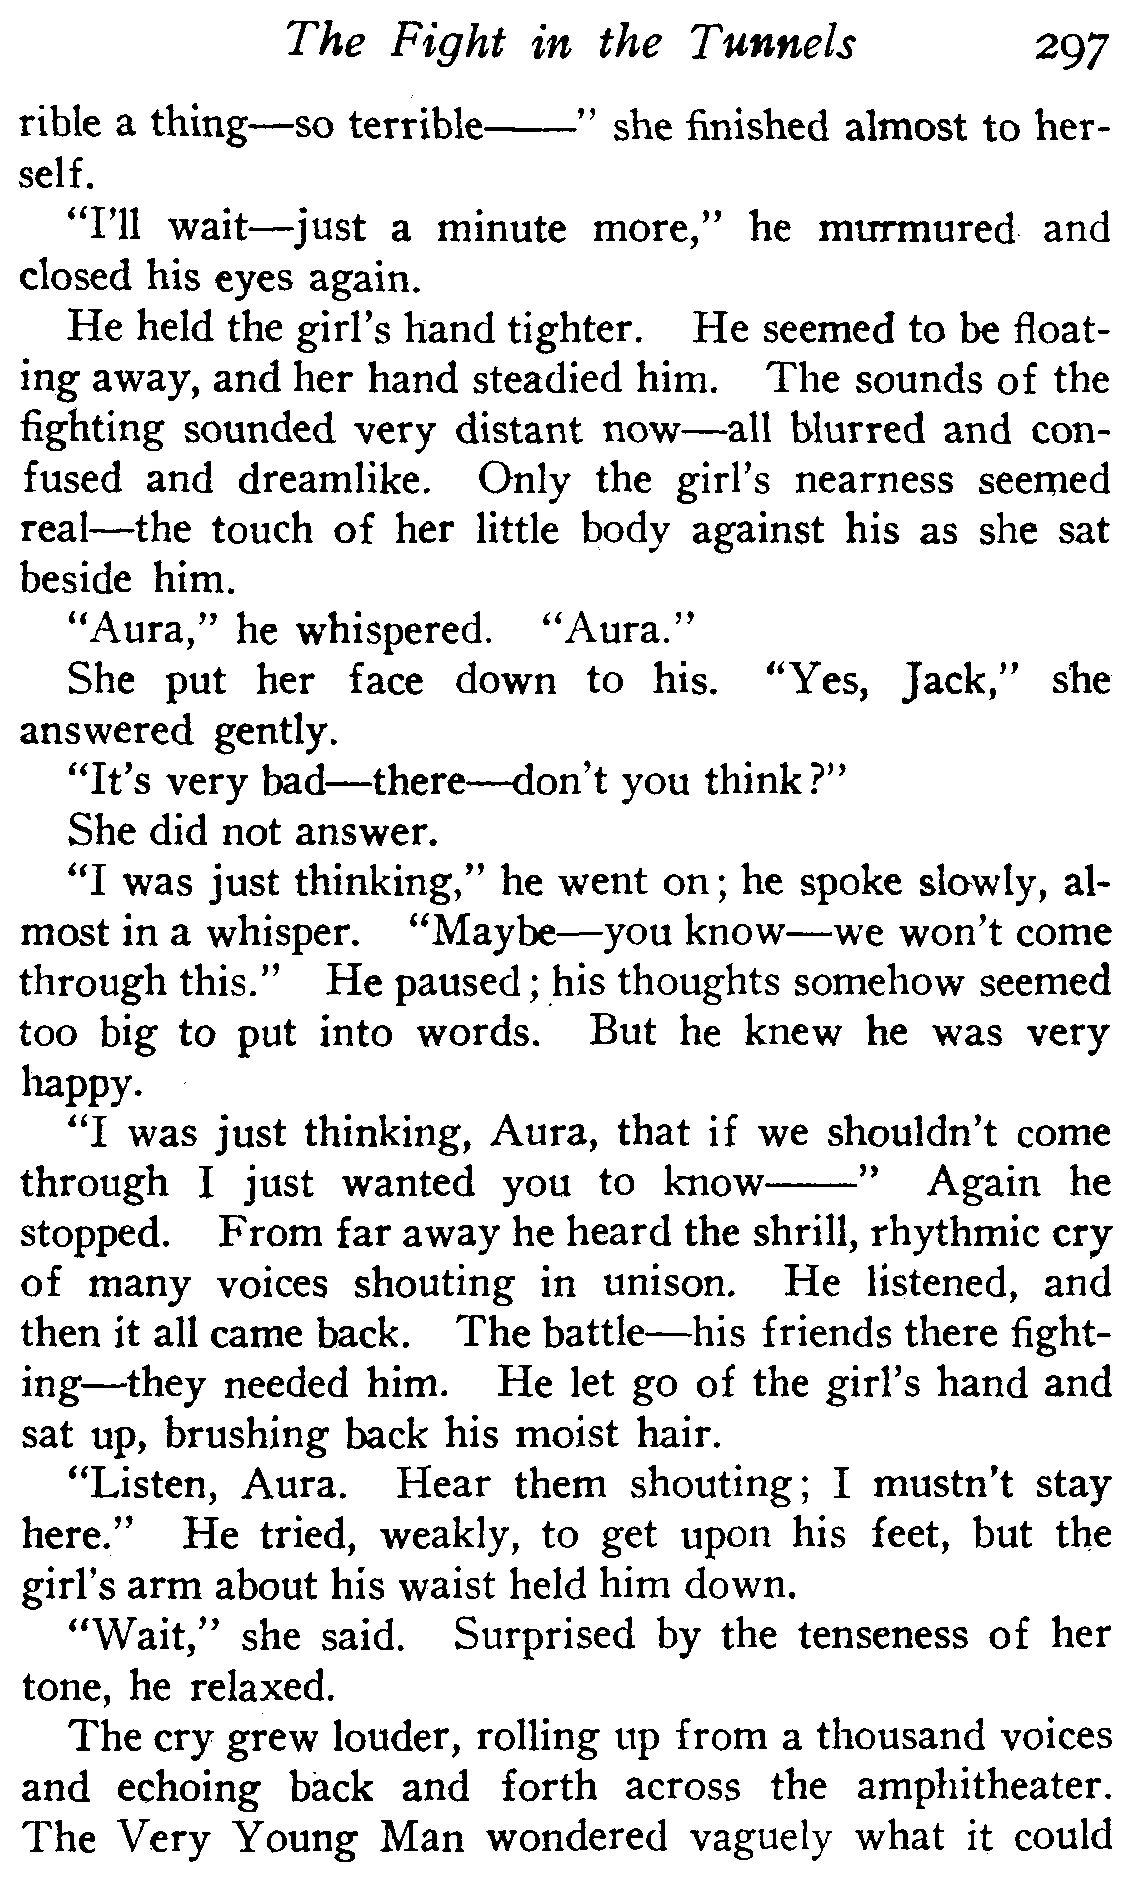 The Fight in the Tunnels 297
rible a thing—so terrible——" she finished almost to her-
self.
"I'll wait—just a minute more," he murmured and
closed his eyes again.
He held the girl's hand tighter. He seemed to be float-
ing away, and her hand steadied him. The sounds of the
fighting sounded very distant now—all blurred and con-
fused and dreamlike. Only the girl's nearness seemed
real—the touch of her little body against his as she sat
beside him.
"Aura," he whispered. "Aura."
She put her face down to his. "Yes, Jack," she
answered gently.
"It's very bad—there—don't you think?"
She did not answer.
"I was just thinking," he went on; he spoke slowly, al-
most in a whisper. "Maybe—you know—we won't come
through this." He paused; his thoughts somehow seemed
too big to put into words. But he knew he was very
happy.
"I was just thinking, Aura, that if we shouldn't come
through I just wanted you to know——" Again he
stopped. From far away he heard the shrill, rhythmic cry
of many voices shouting in unison. He listened, and
then it all came back. The battle—his friends there fight-
ing—they needed him. He let go of the girl's hand and
sat up, brushing back his moist hair.
"Listen, Aura. Hear them shouting; I mustn't stay
here." He tried, weakly, to get upon his feet, but the
girl's arm about his waist held him down.
"Wait," she said. Surprised by the tenseness of her
tone, he relaxed.
The cry grew louder, rolling up from a thousand voices
and echoing back and forth across the amphitheater.
The Very Young Man wondered vaguely what it could